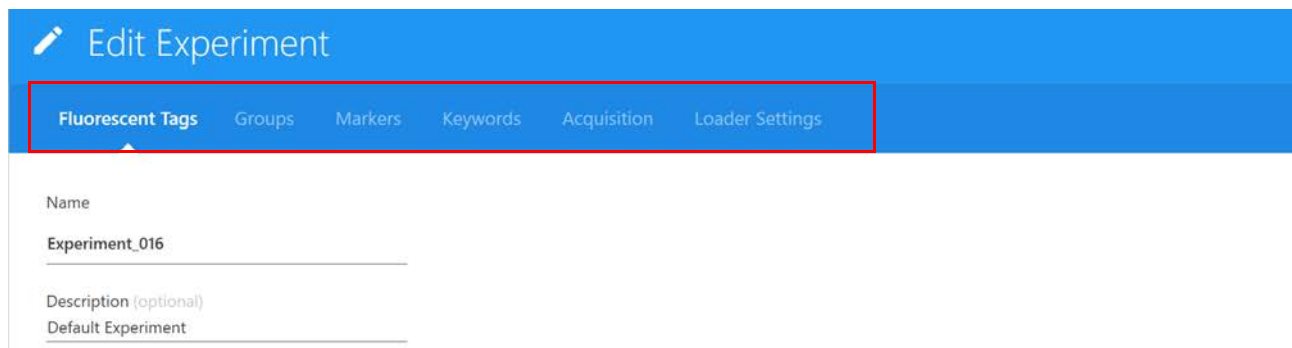 Edit Experiment
Fluorescent Tags Groups Markers Keywords Acquisition Loader Settings
Name
Experiment_016
Description (optional)
Default Experiment